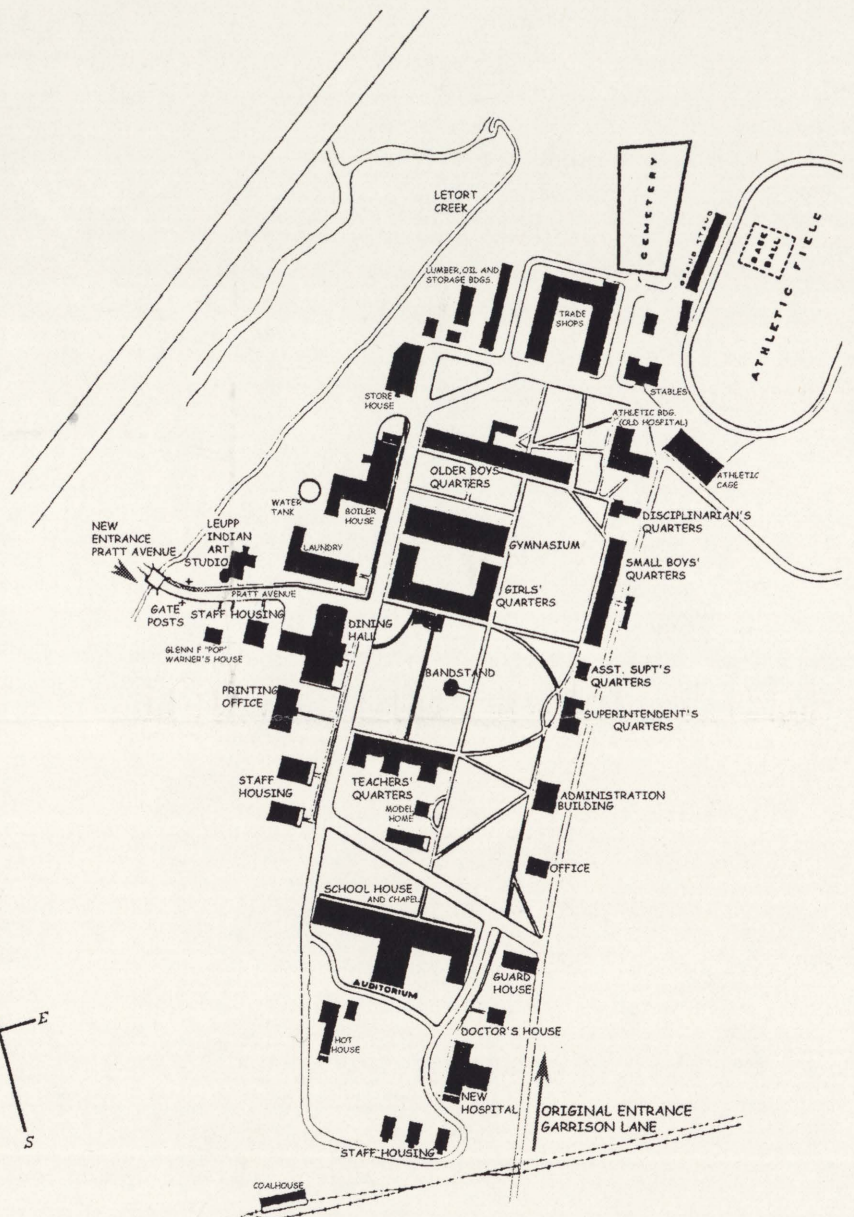 LETORT
CREEK
CEMETERY
GRAND STAND
BASE
BALL
ATHLETIC FIELD
LUMBER, OIL AND
STORAGE BDGS.
TRADE
SHOPS
STORE
HOUSE
STABLES
ATHLETIC BDG.
(OLD HOSPITAL)
ATHLETIC
CAGE
OLDER BOYS'
QUARTERS
WATER
TANK
BOILER
HOUSE
DISCIPLINARIAN'S
QUARTERS
NEW
ENTRANCE
PRATT AVENUE
LEUPP
INDIAN
ART
STUDIO
LAUNDRY
GYMNASIUM
SMALL BOYS'
QUARTERS
PRATT AVENUE
GIRLS'
QUARTERS
GATE
POSTS
STAFF HOUSING
GLENN F "POP"
WARNER'S HOUSE
DINING
HALL
BANDSTAND
ASST. SUPT'S
QUARTERS
PRINTING
OFFICE
SUPERINTENDENT'S
QUARTERS
STAFF
HOUSING
TEACHERS'
QUARTERS
MODEL
HOME
ADMINISTRATION
BUILDING
OFFICE
SCHOOL HOUSE
AND CHAPEL
AUDITORIUM
GUARD
HOUSE
E
S
HOT
HOUSE
DOCTOR'S HOUSE
NEW
HOSPITAL
ORIGINAL ENTRANCE
GARRISON LANE
STAFF HOUSING
COALHOUSE